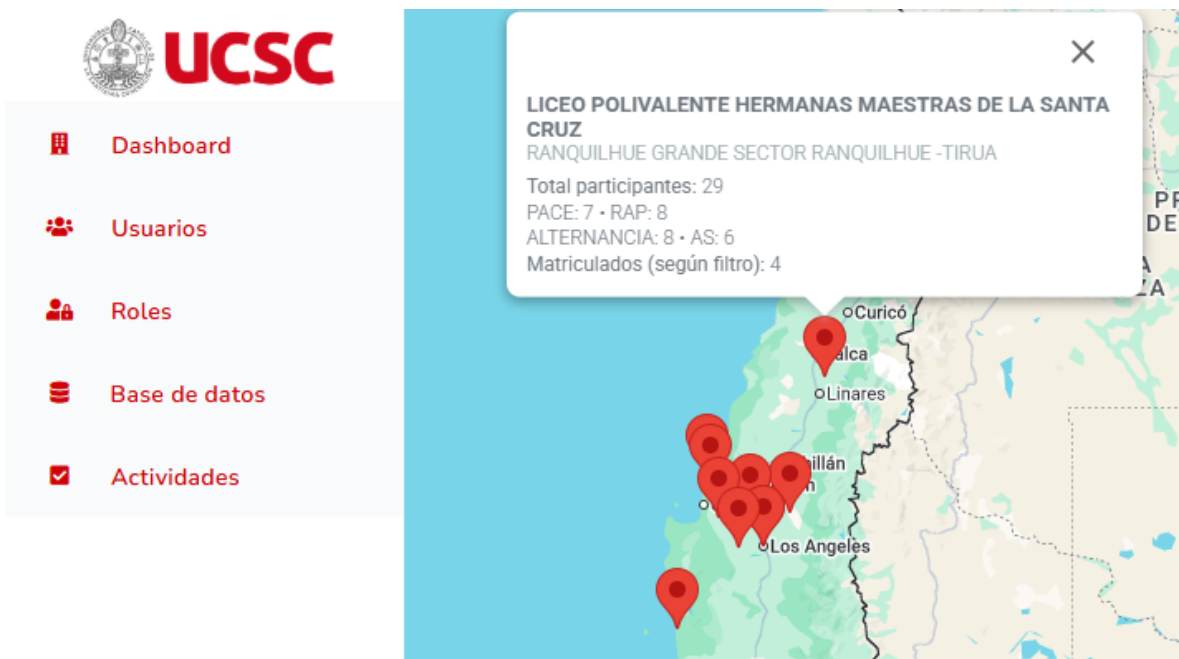 UCSC
Dashboard
Usuarios
Roles
Base de datos
Actividades
LICEO POLIVALENTE HERMANAS MAESTRAS DE LA SANTA
CRUZ
RANQUILHUE GRANDE SECTOR RANQUILHUE -TIRUA
Total participantes: 29
PACE: 7 • RAP: 8
ALTERNANCIA: 8 • AS: 6
Matriculados (según filtro): 4
Curicó
alca
Linares
hillán
Los Angeles